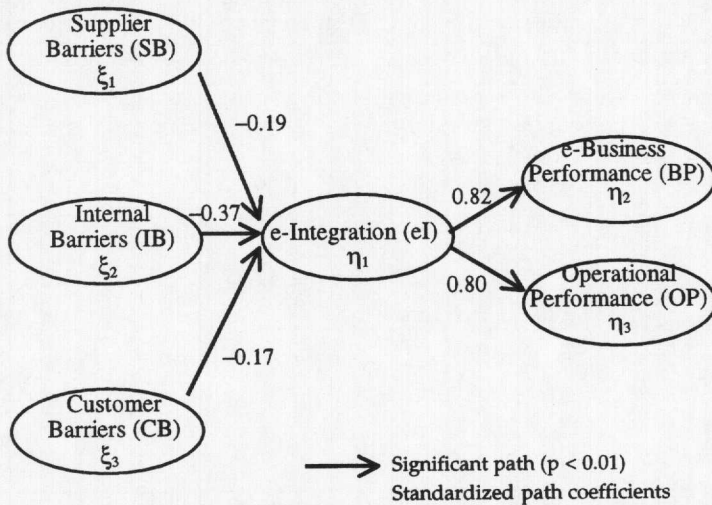 Supplier
Barriers (SB)
ξ₁
−0.19
e-Business
Performance (BP)
η₂
0.82
Internal
Barriers (IB)
ξ₂
−0.37
e-Integration (eI)
η₁
Operational
Performance (OP)
η₃
0.80
−0.17
Customer
Barriers (CB)
ξ₃
Significant path (p < 0.01)
Standardized path coefficients